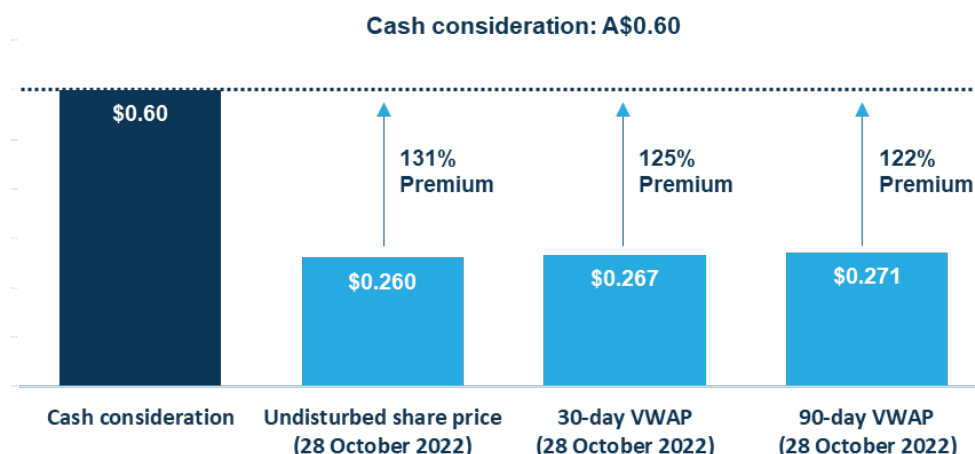 Cash consideration: A$0.60
$0.60
131%
Premium
125%
Premium
122%
Premium
$0.260
$0.267
$0.271
Cash consideration
Undisturbed share price
(28 October 2022)
30-day VWAP
(28 October 2022)
90-day VWAP
(28 October 2022)